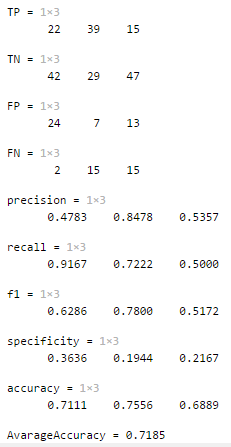 TP = 1×3
22 39 15
TN = 1×3
42 29 47
FP = 1×3
24 7 13
FN = 1×3
2 15 15
precision = 1×3
0.4783 0.8478 0.5357
recall = 1×3
0.9167 0.7222 0.5000
f1 = 1×3
0.6286 0.7800 0.5172
specificity = 1×3
0.3636 0.1944 0.2167
accuracy = 1×3
0.7111 0.7556 0.6889
AvarageAccuracy = 0.7185